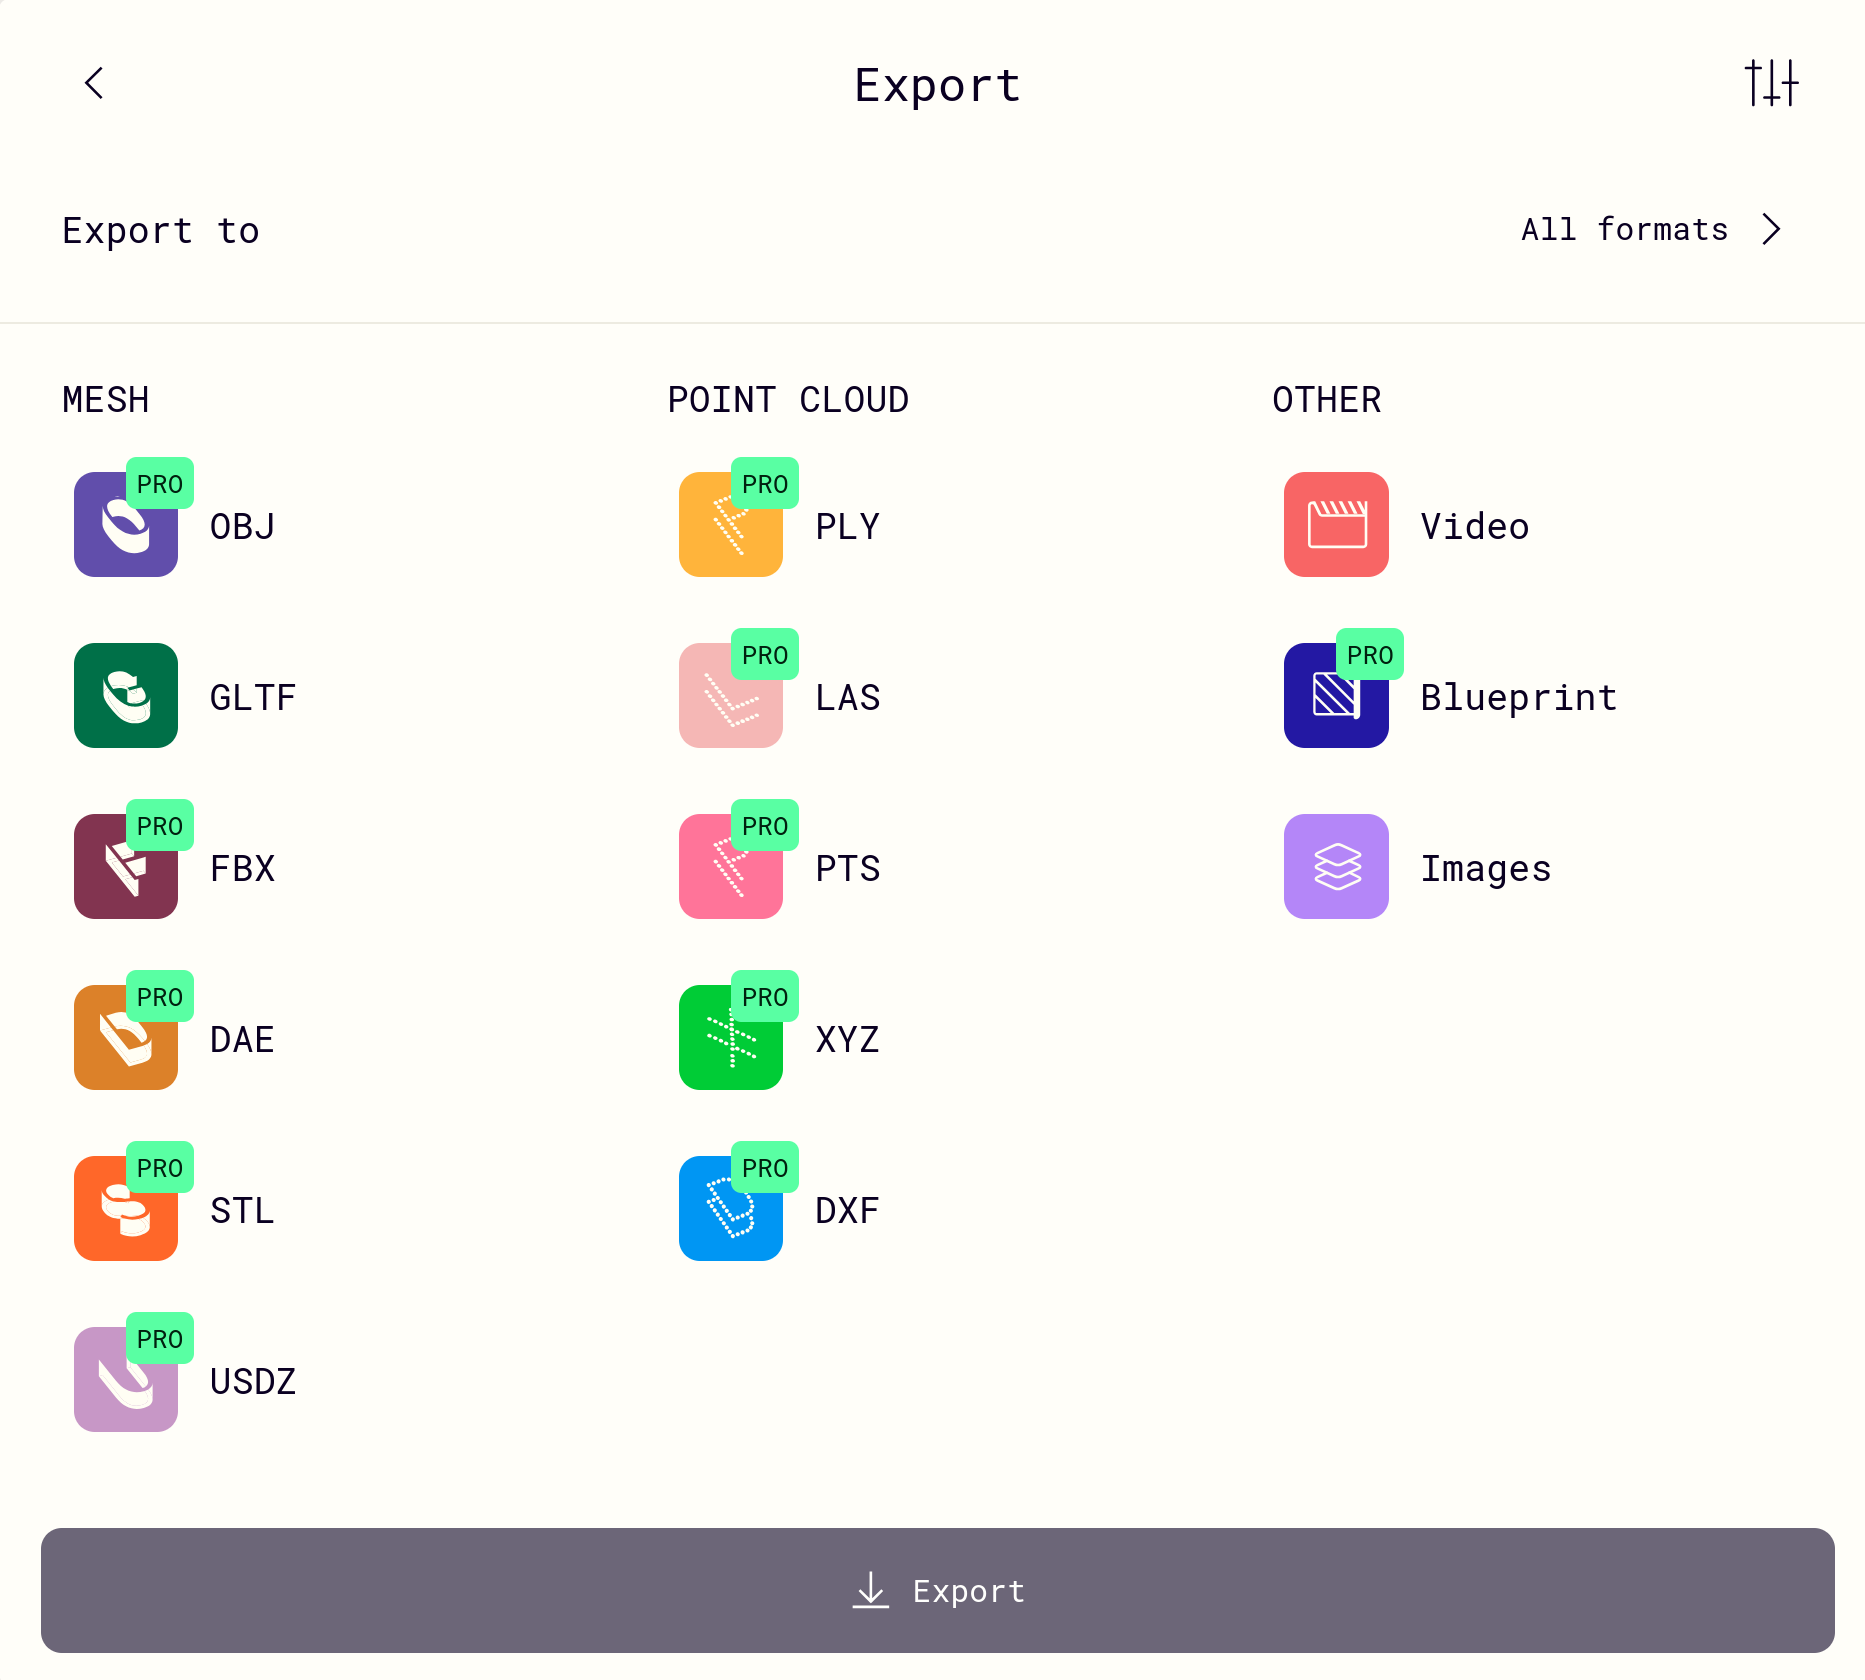 Export
Export to
All formats
MESH
PRO
OBJ
GLTF
PRO
FBX
PRO
DAE
PRO
STL
PRO
USDZ
POINT CLOUD
PRO
PLY
PRO
LAS
PRO
PTS
PRO
XYZ
PRO
DXF
OTHER
Video
PRO
Blueprint
Images
Export